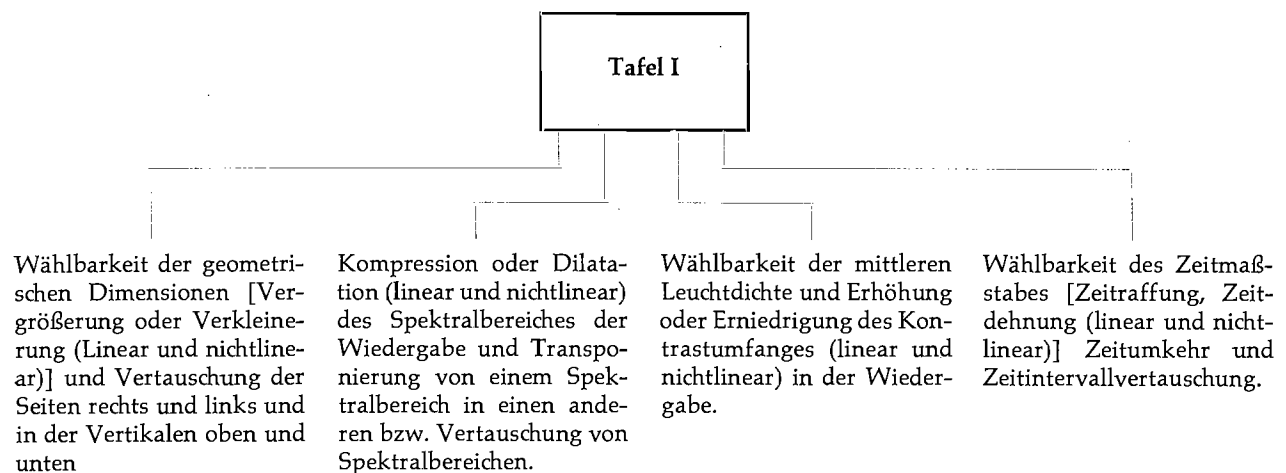 Tafel I
Wählbarkeit der geometri-
schen Dimensionen [Ver-
größerung oder Verkleine-
rung (Linear und nichtline-
ar)] und Vertauschung der
Seiten rechts und links und
in der Vertikalen oben und
unten
Kompression oder Dilata-
tion (linear und nichtlinear)
des Spektralbereiches der
Wiedergabe und Transpo-
nierung von einem Spek-
tralbereich in einen ande-
ren bzw. Vertauschung von
Spektralbereichen.
Wählbarkeit der mittleren
Leuchtdichte und Erhöhung
oder Erniedrigung des Kon-
trastumfanges (linear und
nichtlinear) in der Wieder-
gabe.
Wählbarkeit des Zeitmaß-
stabes [Zeitraffung, Zeit-
dehnung (linear und nicht-
linear)] Zeitumkehr und
Zeitintervallvertauschung.